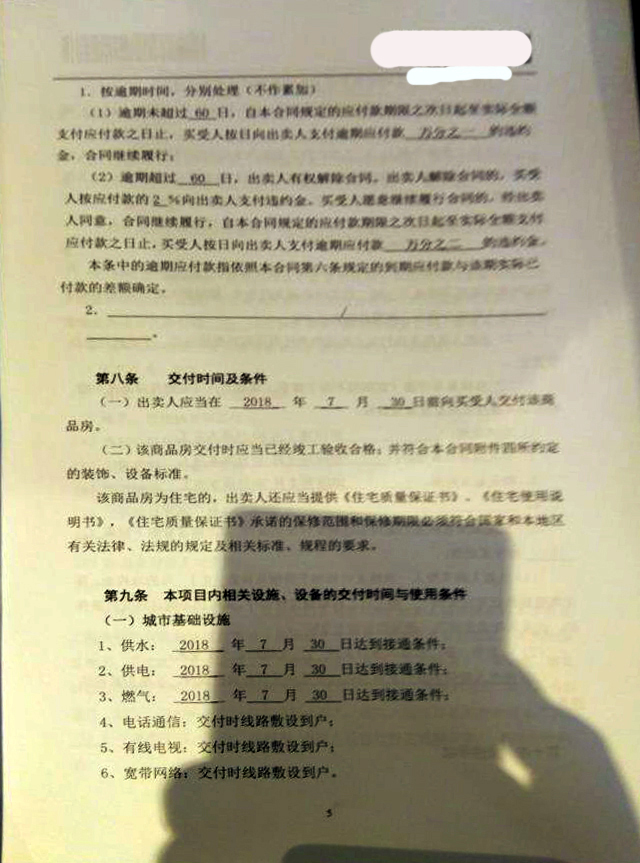 1. 按逾期时间，分别处理（不作累加）
（1）逾期未超过 60 日，自本合同规定的应付款期限之次日起至实际全额
支付应付款之日止，买受人按日向出卖人支付逾期应付款 万分之一 的违约
金，合同继续履行；
（2）逾期超过 60 日，出卖人有权解除合同。出卖人解除合同的，买受
人按应付款的 2 %向出卖人支付违约金。买受人愿意继续履行合同的，经出卖
人同意，合同继续履行，自本合同规定的应付款期限之次日起至实际全额支付
应付款之日止，买受人按日向出卖人支付逾期应付款 万分之二 的违约金。
本条中的逾期应付款指依照本合同第六条规定的到期应付款与该期实际已
付款的差额确定。
2. /
。
第八条 交付时间及条件
（一）出卖人应当在 2018 年 7 月 30 日前向买受人交付该商
品房。
（二）该商品房交付时应当已经竣工验收合格；并符合本合同附件四所约定
的装饰、设备标准。
该商品房为住宅的，出卖人还应当提供《住宅质量保证书》、《住宅使用说
明书》，《住宅质量保证书》承诺的保修范围和保修期限必须符合国家和本地区
有关法律、法规的规定及相关标准、规程的要求。
第九条 本项目内相关设施、设备的交付时间与使用条件
（一）城市基础设施
1、供水： 2018 年 7 月 30 日达到接通条件；
2、供电： 2018 年 7 月 30 日达到接通条件；
3、燃气： 2018 年 7 月 30 日达到接通条件；
4、电话通信：交付时线路敷设到户；
5、有线电视：交付时线路敷设到户；
6、宽带网络：交付时线路敷设到户。
5